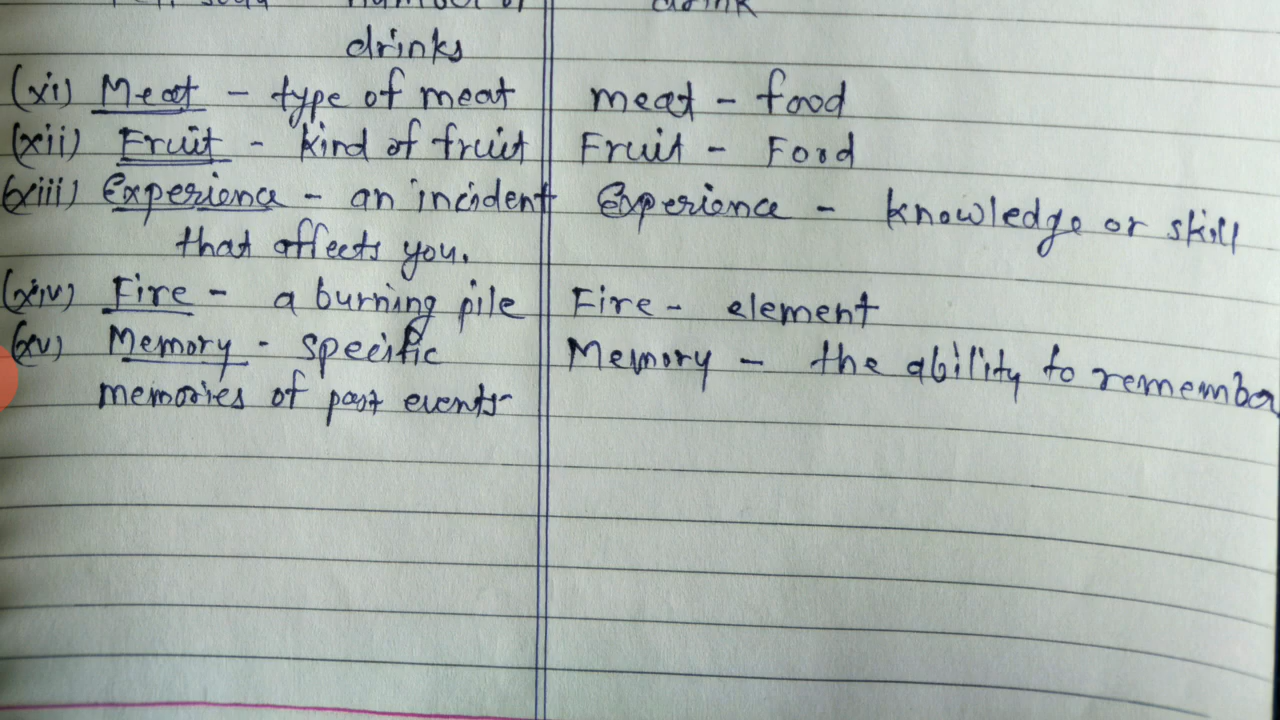 drink
drinks
(xi) Meat - type of meat meat - food
(xii) Fruit - kind of fruit Fruit - Food
(xiii) Experience - an incident Experience - knowledge or skill
that affects you.
(xiv) Fire - a burning pile Fire - element
(xv) Memory - specific Memory - the ability to remember
memories of past events-